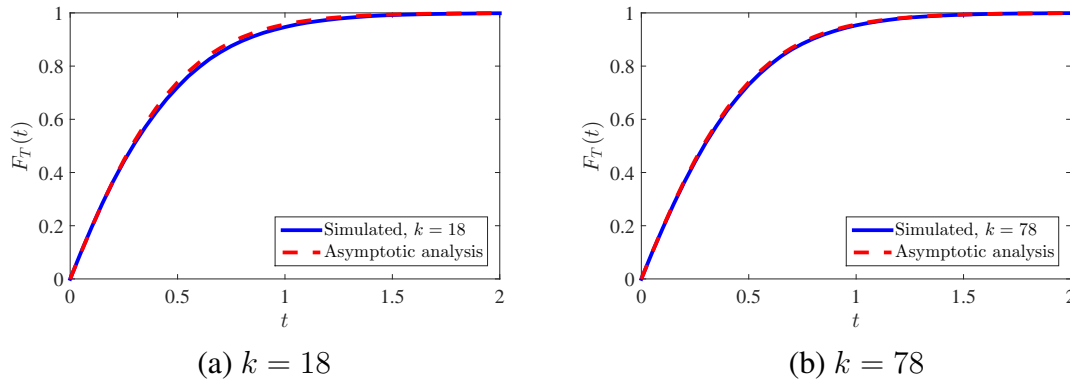 1
0.8
0.6
0.4
0.2
0
F_T(t)
Simulated, k = 18
Asymptotic analysis
0 0.5 1 1.5 2
t
(a) k = 18
1
0.8
0.6
0.4
0.2
0
F_T(t)
Simulated, k = 78
Asymptotic analysis
0 0.5 1 1.5 2
t
(b) k = 78